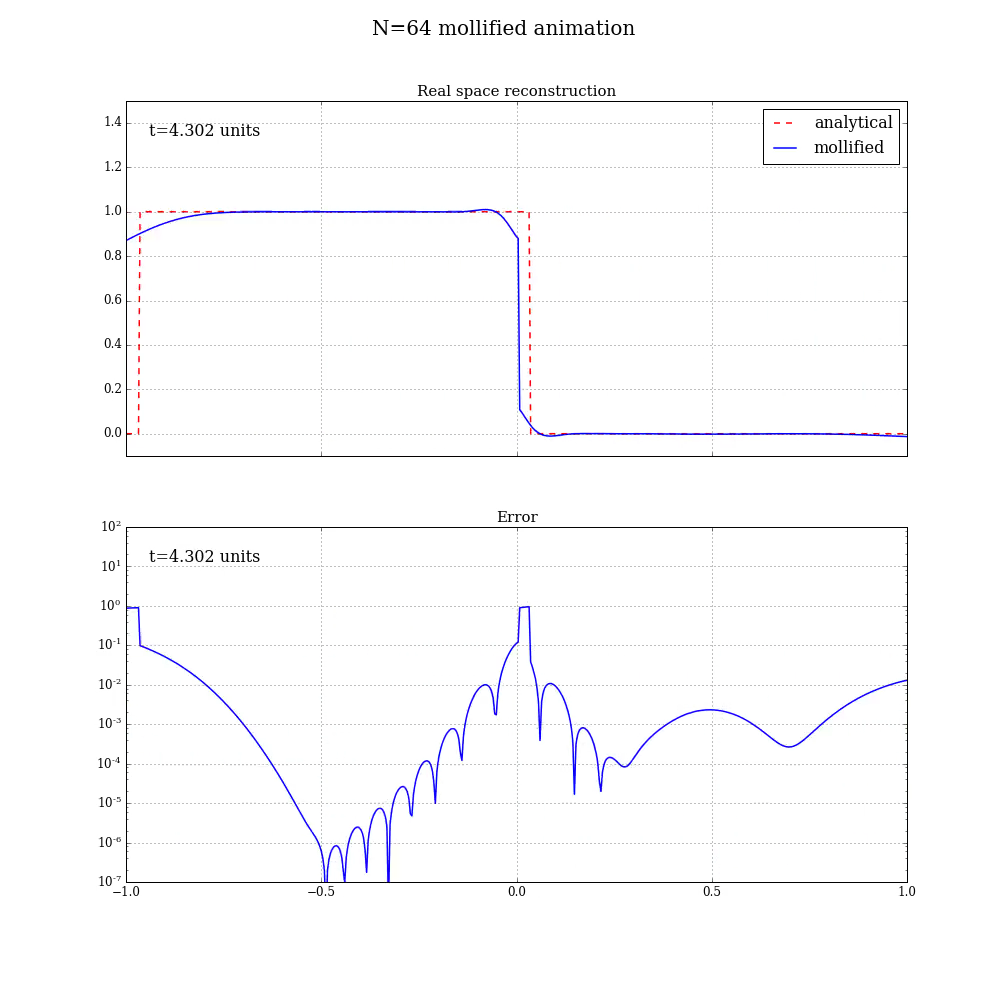 N=64 mollified animation
Real space reconstruction
t=4.302 units
analytical
mollified
1.4
1.2
1.0
0.8
0.6
0.4
0.2
0.0
Error
t=4.302 units
10²
10¹
10⁰
10⁻¹
10⁻²
10⁻³
10⁻⁴
10⁻⁵
10⁻⁶
10⁻⁷
−1.0 −0.5 0.0 0.5 1.0